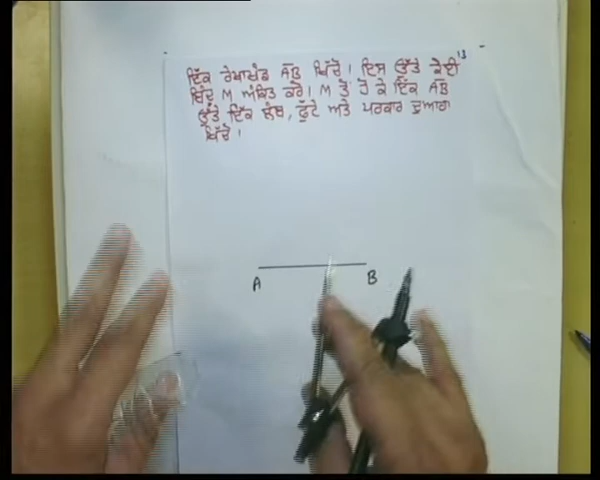 ਇੱਕ ਰੇਖਾਖੰਡ AB ਖਿੱਚੋ। ਇਸ ਉੱਤੇ ਕੋਈ
ਬਿੰਦੂ M ਅੰਕਿਤ ਕਰੋ। M ਤੋਂ ਹੋ ਕੇ ਇੱਕ AB
ਉੱਤੇ ਇੱਕ ਲੰਬ, ਫੁੱਟੇ ਅਤੇ ਪਰਕਾਰ ਦੁਆਰਾ
ਖਿੱਚੋ।
A B